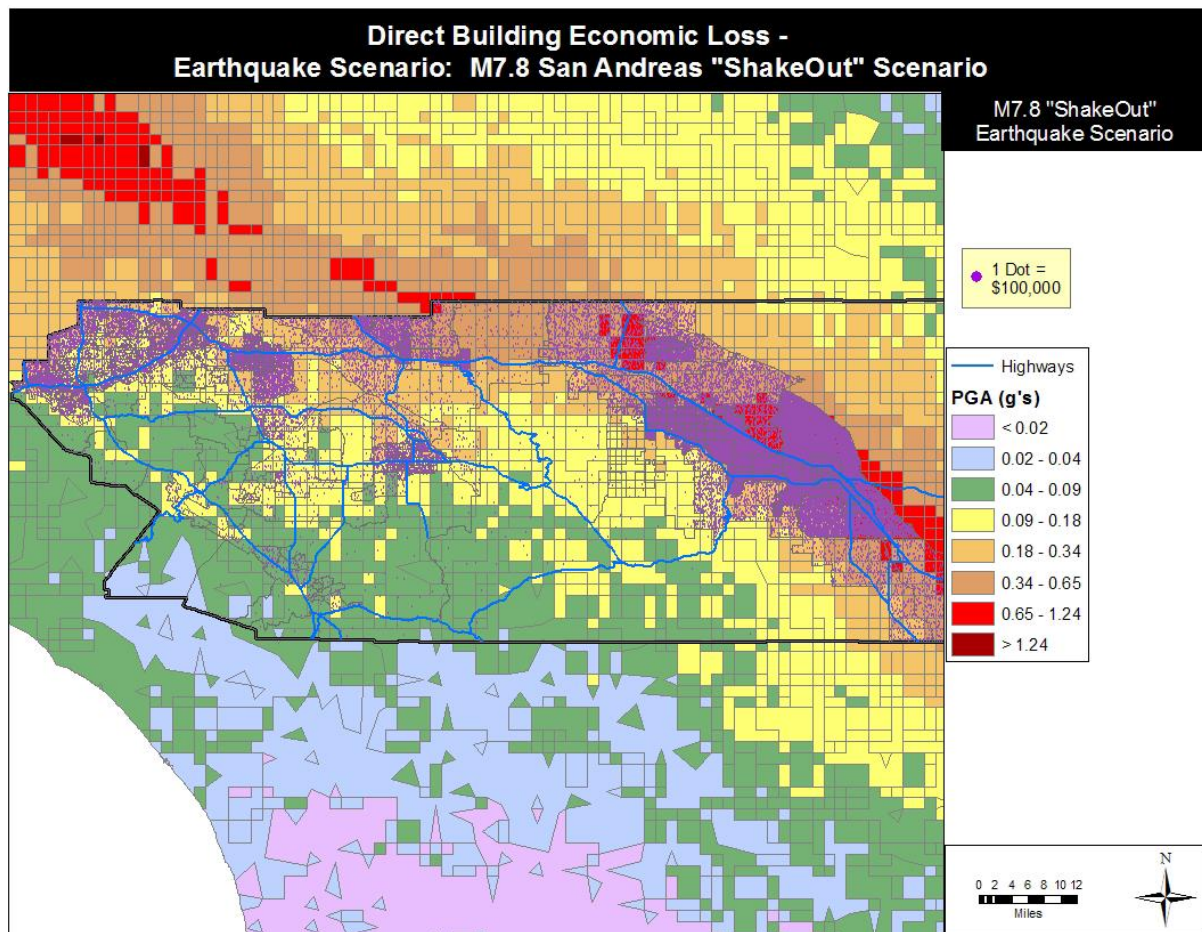 Direct Building Economic Loss -
Earthquake Scenario: M7.8 San Andreas "ShakeOut" Scenario
M7.8 "ShakeOut"
Earthquake Scenario
1 Dot =
$100,000
Highways
PGA (g's)
< 0.02
0.02 - 0.04
0.04 - 0.09
0.09 - 0.18
0.18 - 0.34
0.34 - 0.65
0.65 - 1.24
> 1.24
N
0 2 4 6 8 10 12
Miles